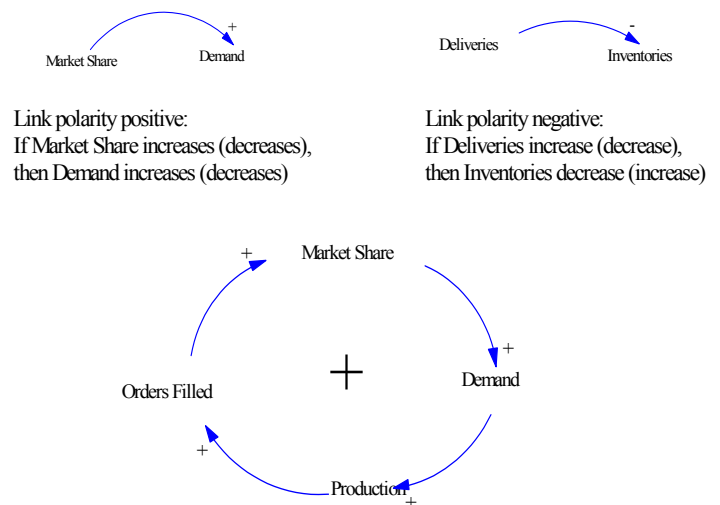 +
Market Share
Demand
-
Deliveries
Inventories
Link polarity positive:
If Market Share increases (decreases),
then Demand increases (decreases)
Link polarity negative:
If Deliveries increase (decrease),
then Inventories decrease (increase)
+
Market Share
+
+
Demand
Orders Filled
+
Production
+